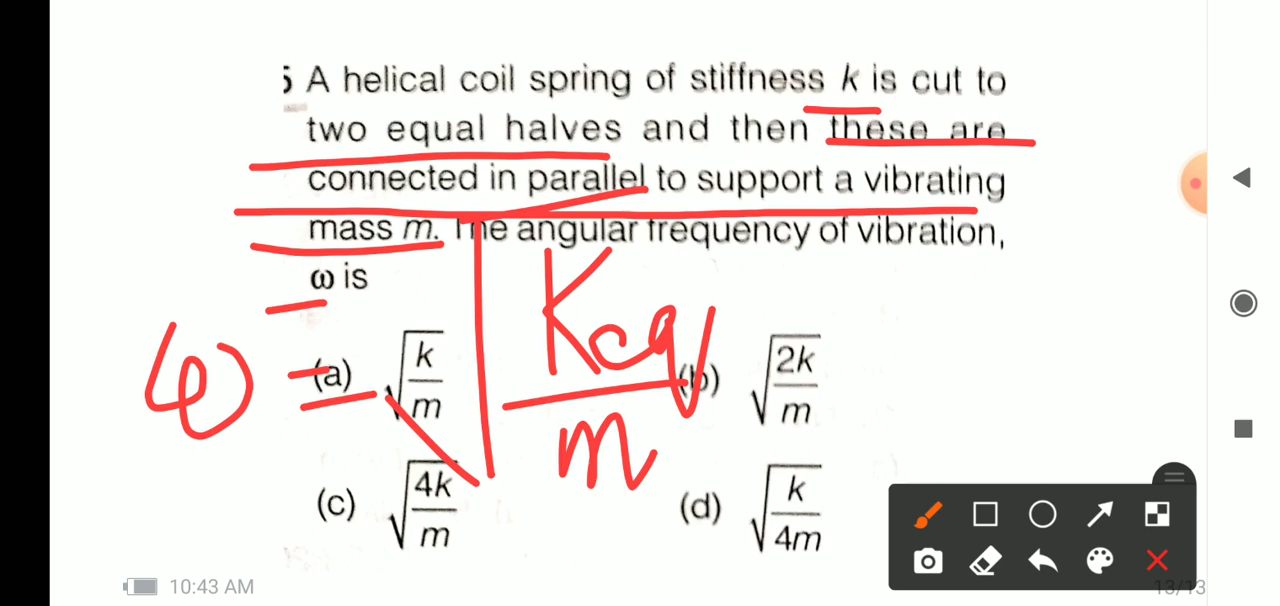 5 A helical coil spring of stiffness k is cut to
two equal halves and then these are
connected in parallel to support a vibrating
mass m. The angular frequency of vibration,
ω is
ω = √ Keq / m
(a) √ k / m
(b) √ 2k / m
(c) √ 4k / m
(d) √ k / 4m
10:43 AM
13/13